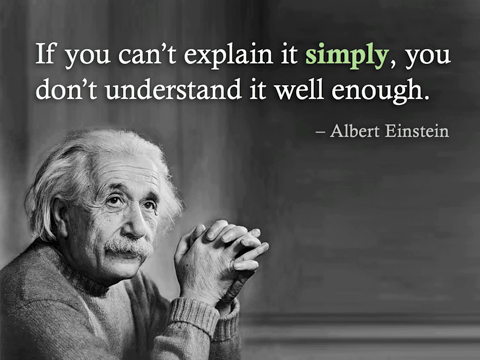 If you can’t explain it simply, you
don’t understand it well enough.
– Albert Einstein